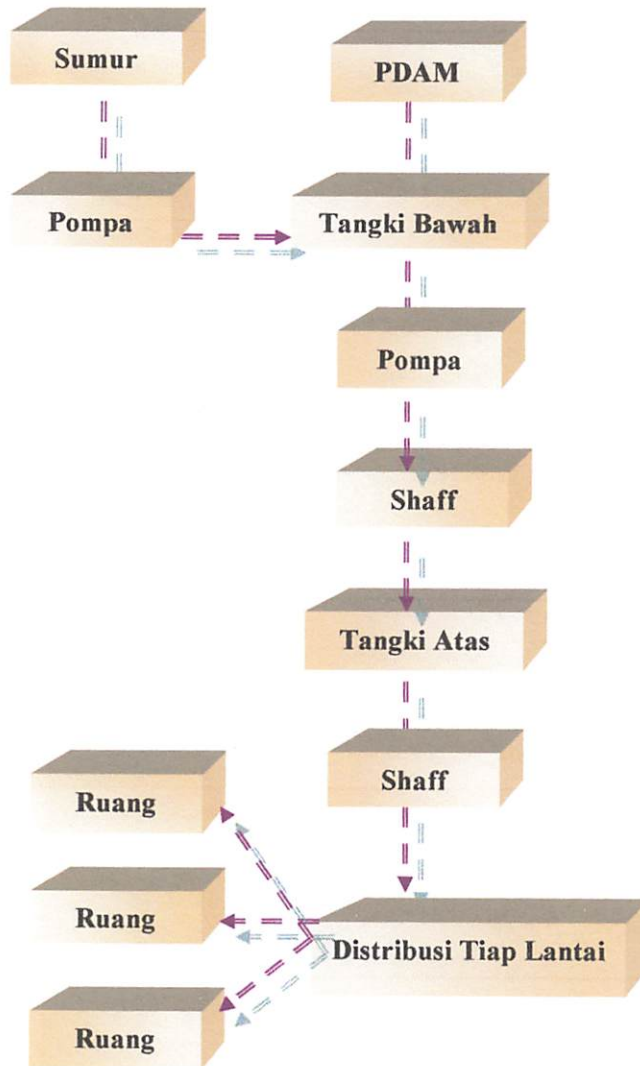 Sumur
PDAM
Pompa
Tangki Bawah
Pompa
Shaff
Tangki Atas
Shaff
Ruang
Ruang
Distribusi Tiap Lantai
Ruang